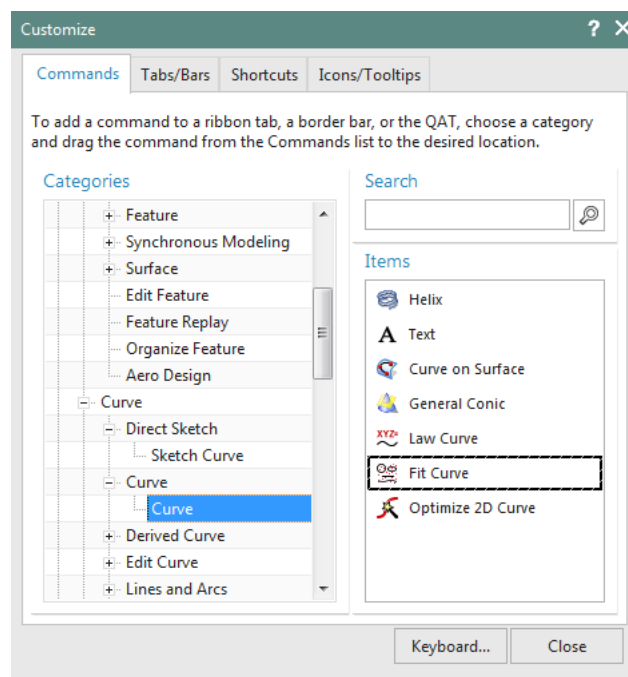 Customize
?
Commands
Tabs/Bars
Shortcuts
Icons/Tooltips
To add a command to a ribbon tab, a border bar, or the QAT, choose a category
and drag the command from the Commands list to the desired location.
Categories
Feature
Synchronous Modeling
Surface
Edit Feature
Feature Replay
Organize Feature
Aero Design
Curve
Direct Sketch
Sketch Curve
Curve
Curve
Derived Curve
Edit Curve
Lines and Arcs
Search
Items
Helix
A Text
Curve on Surface
General Conic
XYZ= Law Curve
Fit Curve
Optimize 2D Curve
Keyboard...
Close